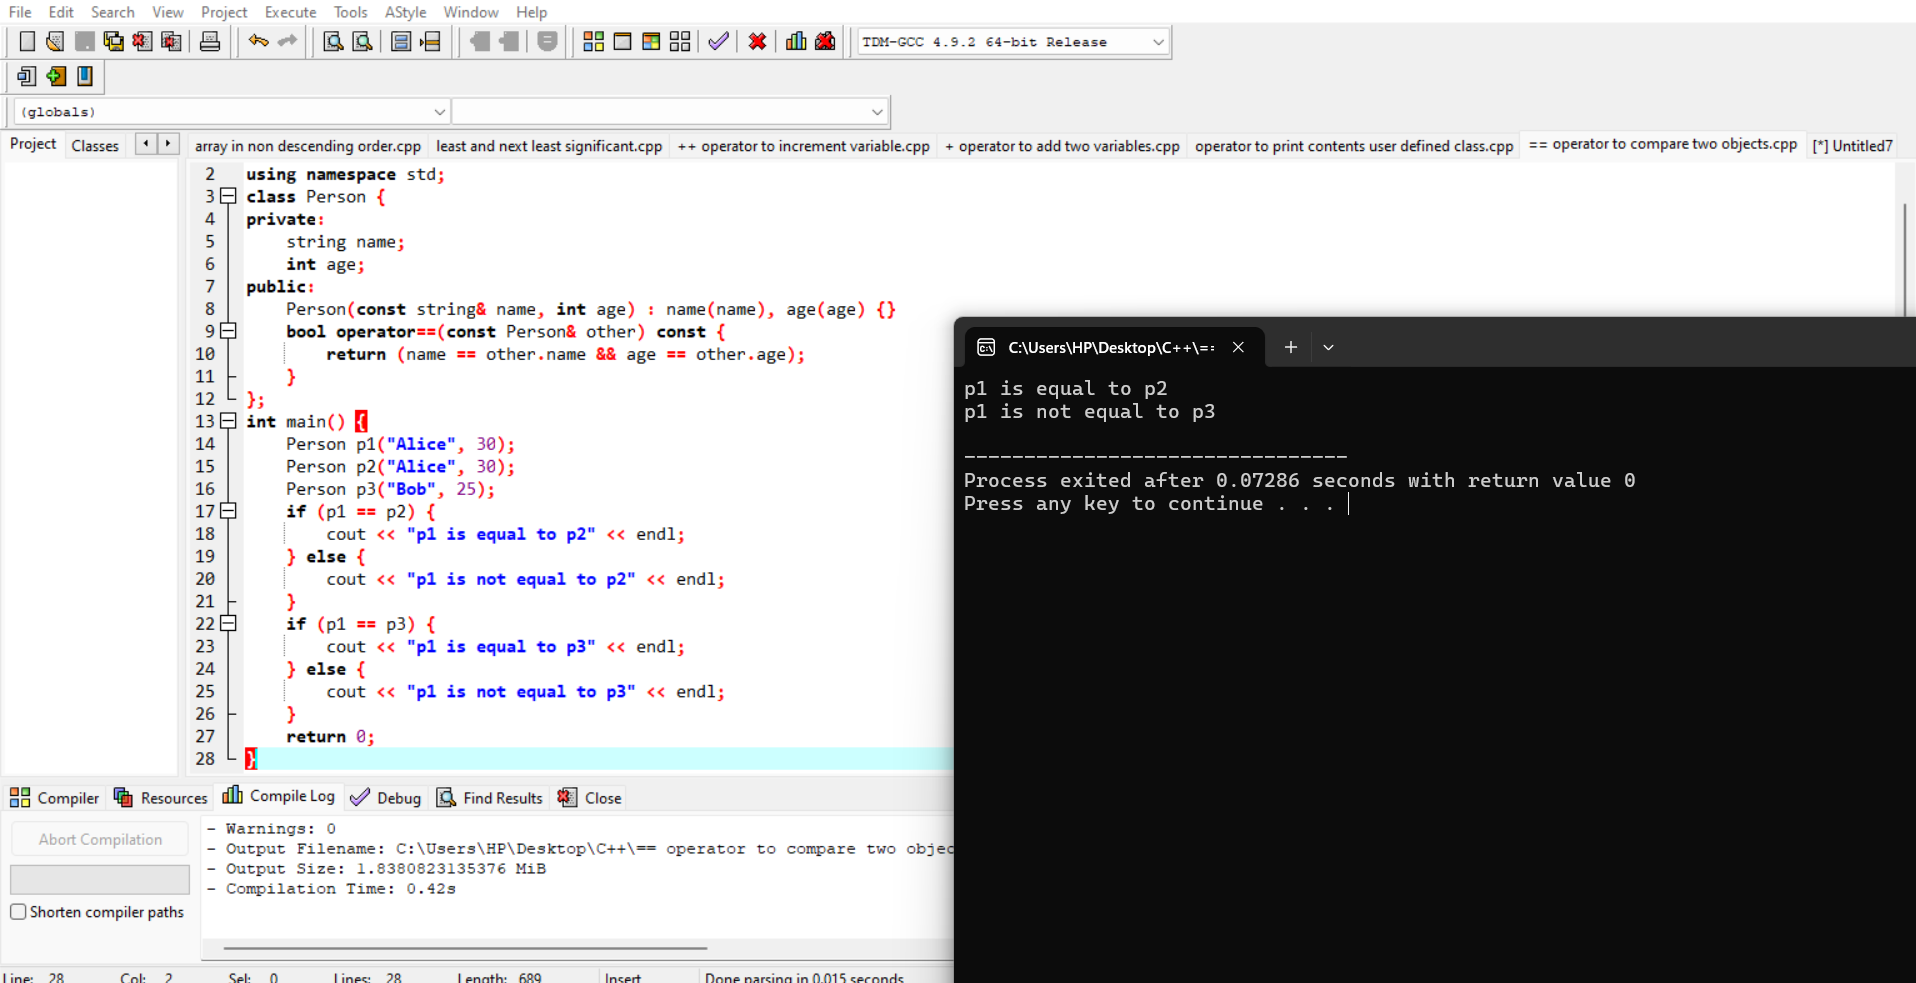 File Edit Search View Project Execute Tools AStyle Window Help
TDM-GCC 4.9.2 64-bit Release
(globals)
Project Classes
array in non descending order.cpp least and next least significant.cpp ++ operator to increment variable.cpp + operator to add two variables.cpp operator to print contents user defined class.cpp == operator to compare two objects.cpp [*] Untitled7
2 using namespace std;
3 class Person {
4 private:
5 string name;
6 int age;
7 public:
8 Person(const string& name, int age) : name(name), age(age) {}
9 bool operator==(const Person& other) const {
10 return (name == other.name && age == other.age);
11 }
12 };
13 int main() {
14 Person p1("Alice", 30);
15 Person p2("Alice", 30);
16 Person p3("Bob", 25);
17 if (p1 == p2) {
18 cout << "p1 is equal to p2" << endl;
19 } else {
20 cout << "p1 is not equal to p2" << endl;
21 }
22 if (p1 == p3) {
23 cout << "p1 is equal to p3" << endl;
24 } else {
25 cout << "p1 is not equal to p3" << endl;
26 }
27 return 0;
28 }
C:\Users\HP\Desktop\C++\==
p1 is equal to p2
p1 is not equal to p3
--------------------------------
Process exited after 0.07286 seconds with return value 0
Press any key to continue . . .
Compiler Resources Compile Log Debug Find Results Close
Abort Compilation
Shorten compiler paths
- Warnings: 0
- Output Filename: C:\Users\HP\Desktop\C++\== operator to compare two objec
- Output Size: 1.8380823135376 MiB
- Compilation Time: 0.42s
Line: 28 Col: 2 Sel: 0 Lines: 28 Length: 689 Insert Done parsing in 0.015 seconds